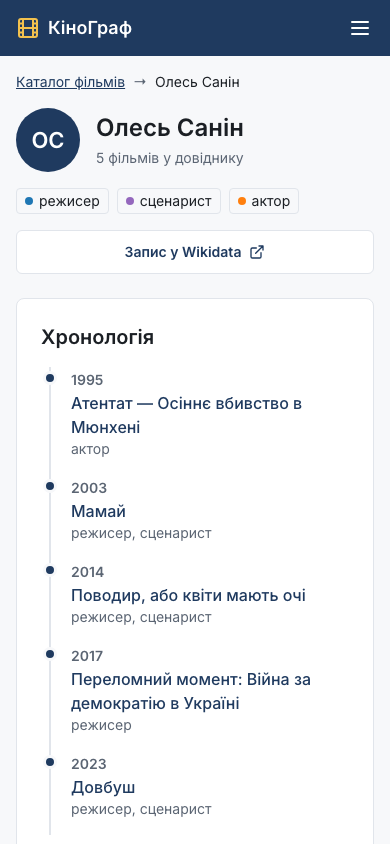 КіноГраф
Каталог фільмів → Олесь Санін
ОС
Олесь Санін
5 фільмів у довіднику
режисер
сценарист
актор
Запис у Wikidata
Хронологія
1995
Атентат — Осіннє вбивство в
Мюнхені
актор
2003
Мамай
режисер, сценарист
2014
Поводир, або квіти мають очі
режисер, сценарист
2017
Переломний момент: Війна за
демократію в Україні
режисер
2023
Довбуш
режисер, сценарист